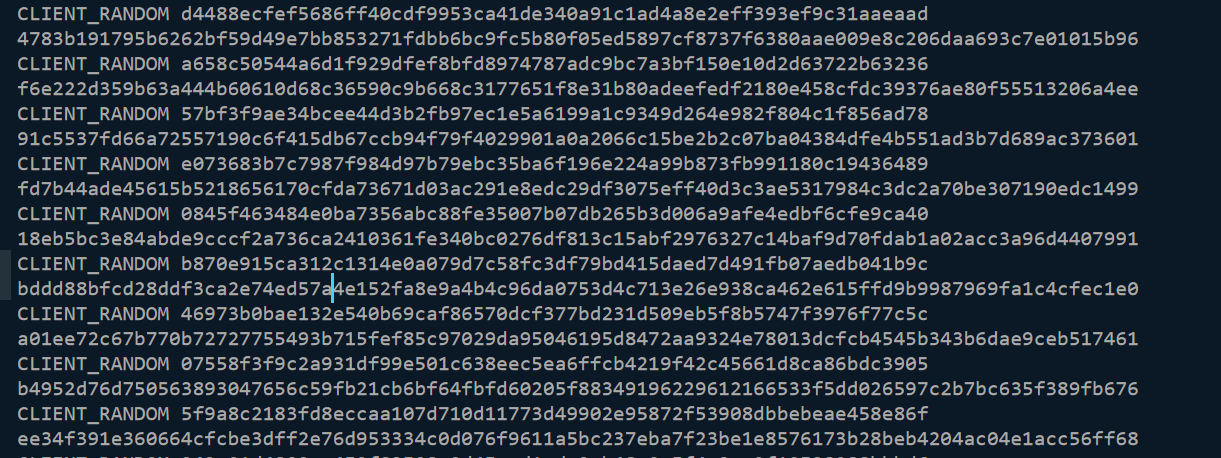 CLIENT_RANDOM d4488ecfef5686ff40cdf9953ca41de340a91c1ad4a8e2eff393ef9c31aaeaad
4783b191795b6262bf59d49e7bb853271fdbb6bc9fc5b80f05ed5897cf8737f6380aae009e8c206daa693c7e01015b96
CLIENT_RANDOM a658c50544a6d1f929dfef8bfd8974787adc9bc7a3bf150e10d2d63722b63236
f6e222d359b63a444b60610d68c36590c9b668c3177651f8e31b80adeefedf2180e458cfdc39376ae80f55513206a4ee
CLIENT_RANDOM 57bf3f9ae34bcee44d3b2fb97ec1e5a6199a1c9349d264e982f804c1f856ad78
91c5537fd66a72557190c6f415db67ccb94f79f4029901a0a2066c15be2b2c07ba04384dfe4b551ad3b7d689ac373601
CLIENT_RANDOM e073683b7c7987f984d97b79ebc35ba6f196e224a99b873fb991180c19436489
fd7b44ade45615b5218656170cfda73671d03ac291e8edc29df3075eff40d3c3ae5317984c3dc2a70be307190edc1499
CLIENT_RANDOM 0845f463484e0ba7356abc88fe35007b07db265b3d006a9afe4edbf6cfe9ca40
18eb5bc3e84abde9cccf2a736ca2410361fe340bc0276df813c15abf2976327c14baf9d70fdab1a02acc3a96d4407991
CLIENT_RANDOM b870e915ca312c1314e0a079d7c58fc3df79bd415daed7d491fb07aedb041b9c
bddd88bfcd28ddf3ca2e74ed57a4e152fa8e9a4b4c96da0753d4c713e26e938ca462e615ffd9b9987969fa1c4cfec1e0
CLIENT_RANDOM 46973b0bae132e540b69caf86570dcf377bd231d509eb5f8b5747f3976f77c5c
a01ee72c67b770b72727755493b715fef85c97029da95046195d8472aa9324e78013dcfcb4545b343b6dae9ceb517461
CLIENT_RANDOM 07558f3f9c2a931df99e501c638eec5ea6ffcb4219f42c45661d8ca86bdc3905
b4952d76d750563893047656c59fb21cb6bf64fbfd60205f88349196229612166533f5dd026597c2b7bc635f389fb676
CLIENT_RANDOM 5f9a8c2183fd8eccaa107d710d11773d49902e95872f53908dbbebeae458e86f
ee34f391e360664cfcbe3dff2e76d953334c0d076f9611a5bc237eba7f23be1e8576173b28beb4204ac04e1acc56ff68